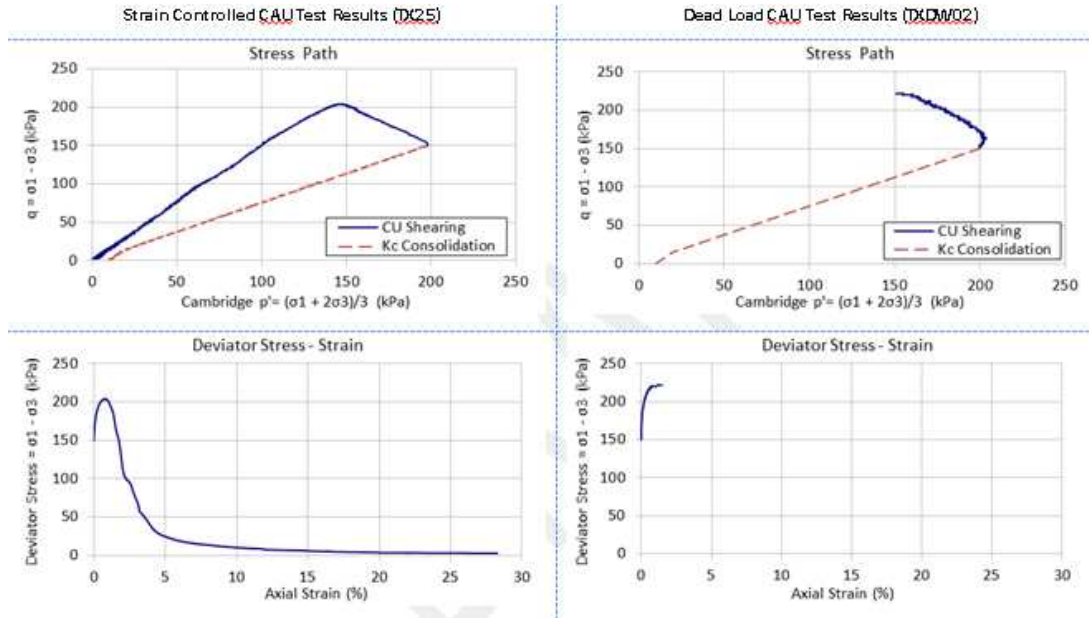 Strain Controlled CAU Test Results (TX25)
Dead Load CAU Test Results (TXDW02)
Stress Path
250
200
150
100
50
0
q = σ1 - σ3 (kPa)
CU Shearing
Kc Consolidation
0 50 100 150 200 250
Cambridge p'= (σ1 + 2σ3)/3 (kPa)
Stress Path
250
200
150
100
50
0
q = σ1 - σ3 (kPa)
CU Shearing
Kc Consolidation
0 50 100 150 200 250
Cambridge p'= (σ1 + 2σ3)/3 (kPa)
Deviator Stress - Strain
250
200
150
100
50
0
Deviator Stress = σ1 - σ3 (kPa)
0 5 10 15 20 25 30
Axial Strain (%)
Deviator Stress - Strain
250
200
150
100
50
0
Deviator Stress = σ1 - σ3 (kPa)
0 5 10 15 20 25 30
Axial Strain (%)